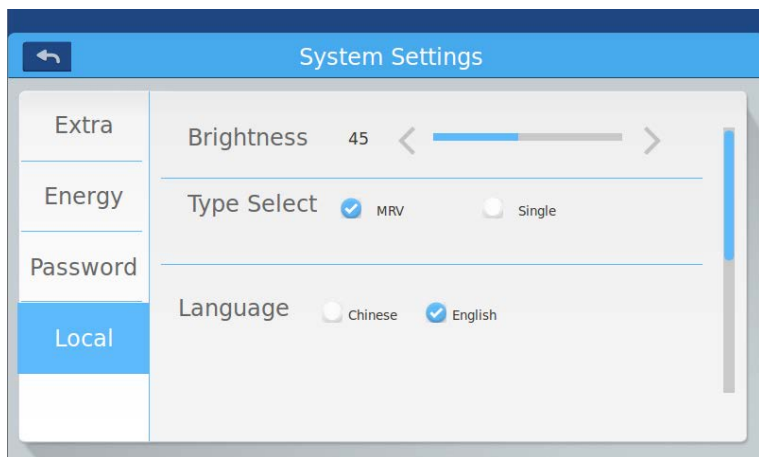 System Settings
Extra
Energy
Password
Local
Brightness 45
Type Select MRV Single
Language Chinese English